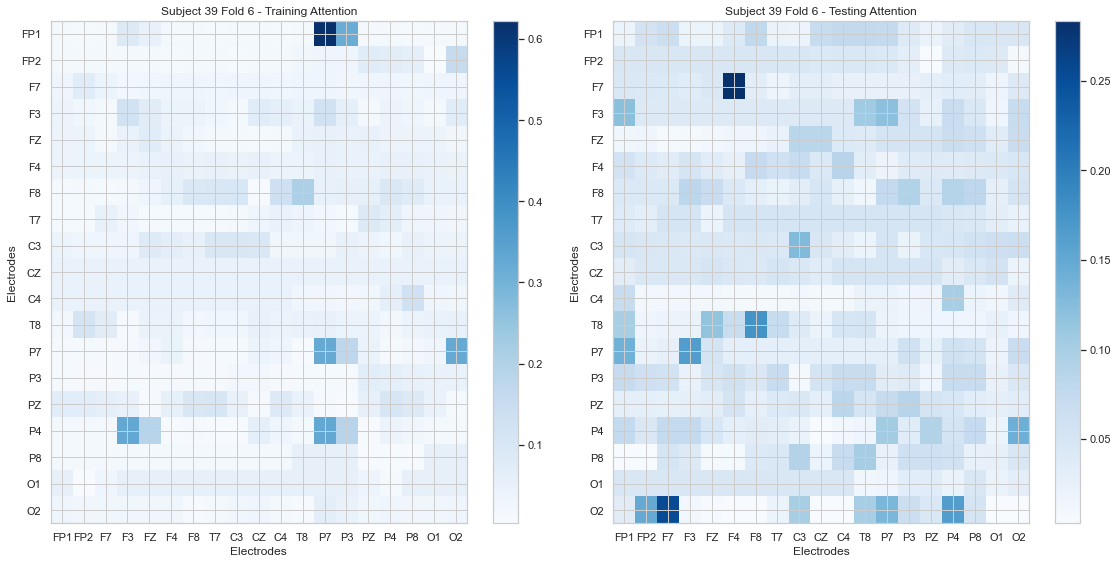 Subject 39 Fold 6 - Training Attention
FP1
FP2
F7
F3
FZ
F4
F8
T7
C3
CZ
C4
T8
P7
P3
PZ
P4
P8
O1
O2
Electrodes
FP1 FP2 F7 F3 FZ F4 F8 T7 C3 CZ C4 T8 P7 P3 PZ P4 P8 O1 O2
Electrodes
0.6
0.5
0.4
0.3
0.2
0.1
Subject 39 Fold 6 - Testing Attention
FP1
FP2
F7
F3
FZ
F4
F8
T7
C3
CZ
C4
T8
P7
P3
PZ
P4
P8
O1
O2
Electrodes
FP1 FP2 F7 F3 FZ F4 F8 T7 C3 CZ C4 T8 P7 P3 PZ P4 P8 O1 O2
Electrodes
0.25
0.20
0.15
0.10
0.05